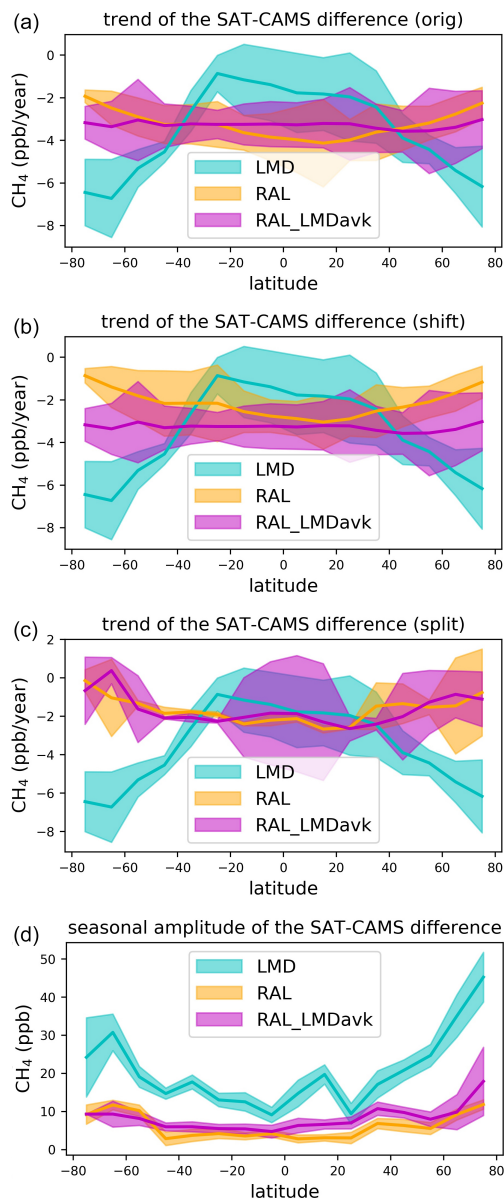 (a)
trend of the SAT-CAMS difference (orig)
CH₄ (ppb/year)
0
−2
−4
−6
−8
LMD
RAL
RAL_LMDavk
−80 −60 −40 −20 0 20 40 60 80
latitude
(b)
trend of the SAT-CAMS difference (shift)
CH₄ (ppb/year)
0
−2
−4
−6
−8
LMD
RAL
RAL_LMDavk
−80 −60 −40 −20 0 20 40 60 80
latitude
(c)
trend of the SAT-CAMS difference (split)
CH₄ (ppb/year)
2
0
−2
−4
−6
−8
LMD
RAL
RAL_LMDavk
−80 −60 −40 −20 0 20 40 60 80
latitude
(d)
seasonal amplitude of the SAT-CAMS difference
CH₄ (ppb)
50
40
30
20
10
0
LMD
RAL
RAL_LMDavk
−80 −60 −40 −20 0 20 40 60 80
latitude